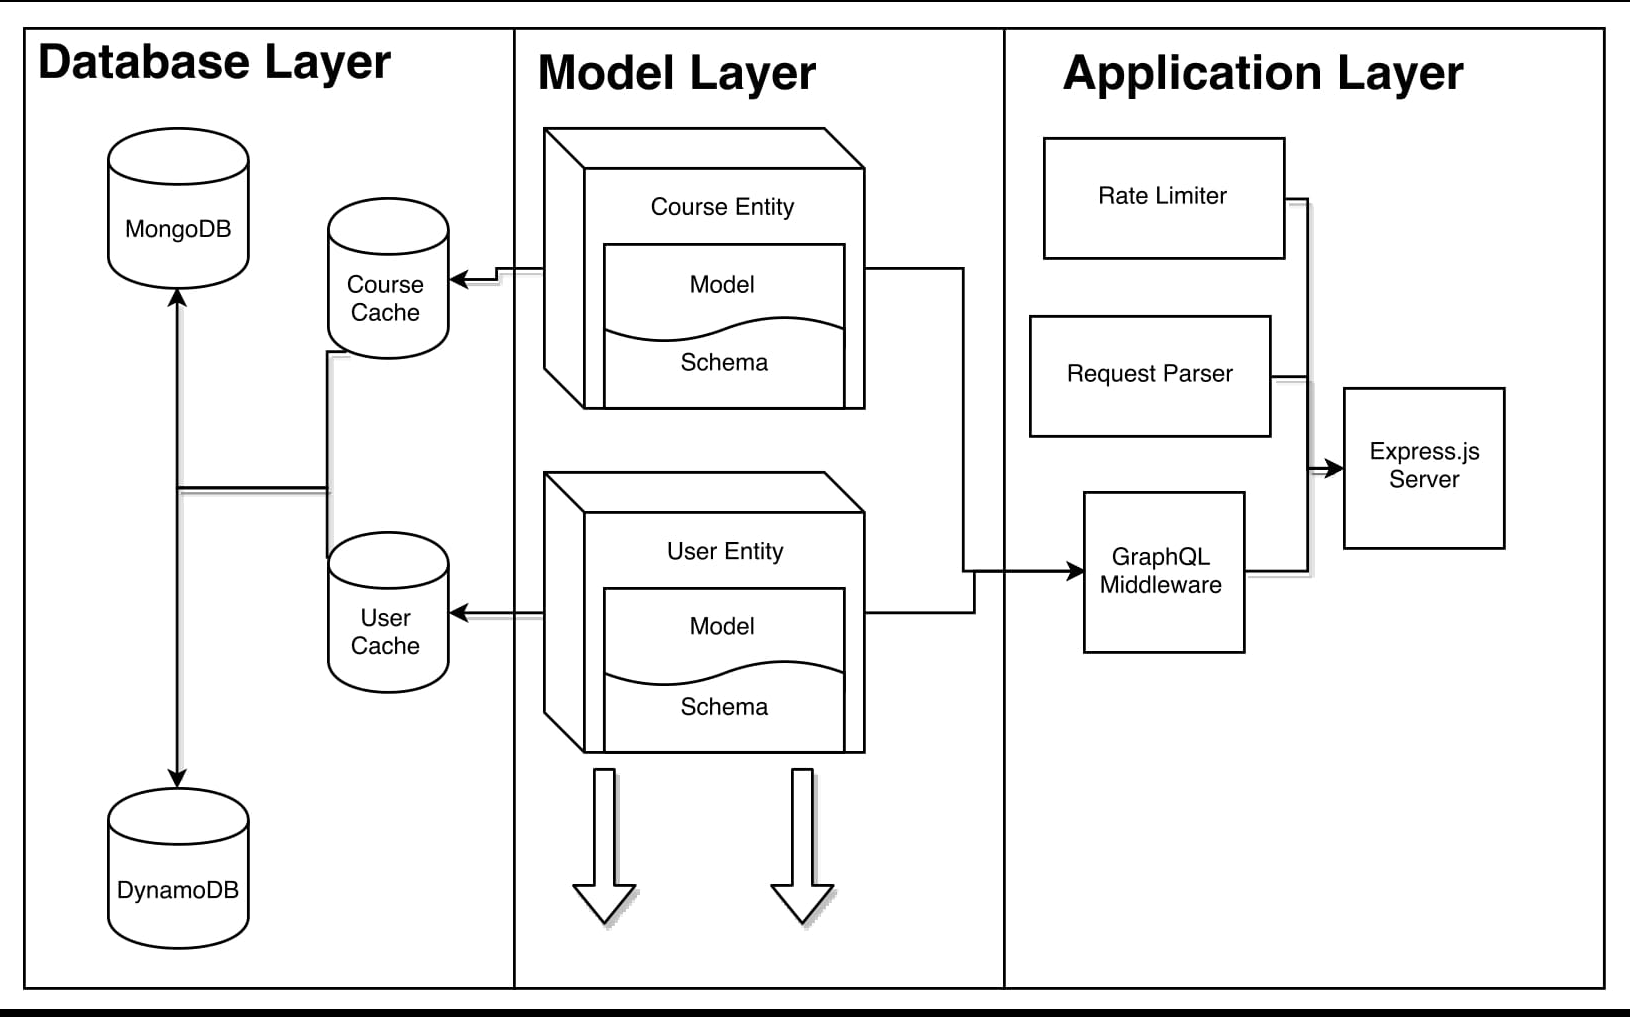 Database Layer
MongoDB
Course
Cache
User
Cache
DynamoDB
Model Layer
Course Entity
Model
Schema
User Entity
Model
Schema
Application Layer
Rate Limiter
Request Parser
GraphQL
Middleware
Express.js
Server